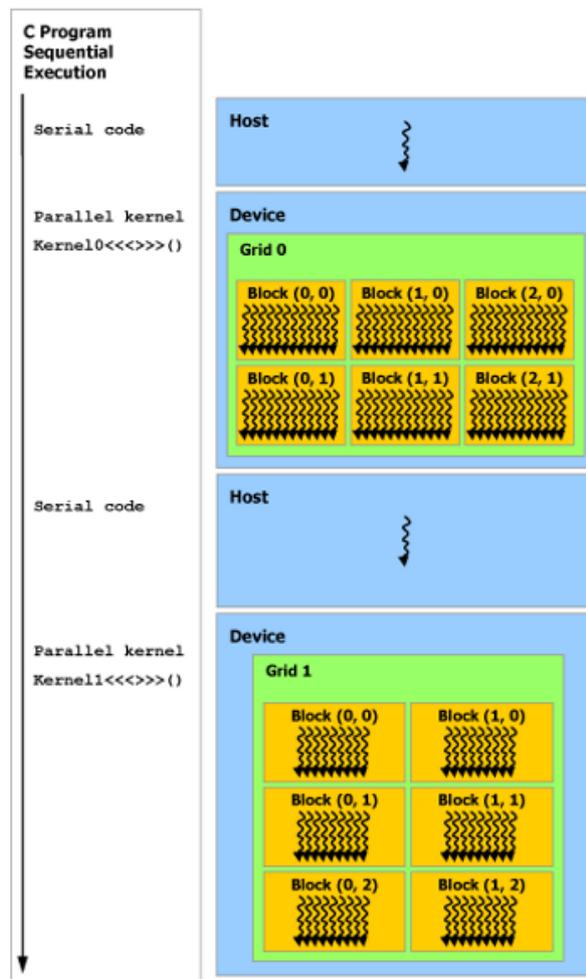 C Program
Sequential
Execution
Serial code
Host
Parallel kernel
Kernel0<<<>>>()
Device
Grid 0
Block (0, 0) Block (1, 0) Block (2, 0)
Block (0, 1) Block (1, 1) Block (2, 1)
Serial code
Host
Parallel kernel
Kernel1<<<>>>()
Device
Grid 1
Block (0, 0) Block (1, 0)
Block (0, 1) Block (1, 1)
Block (0, 2) Block (1, 2)